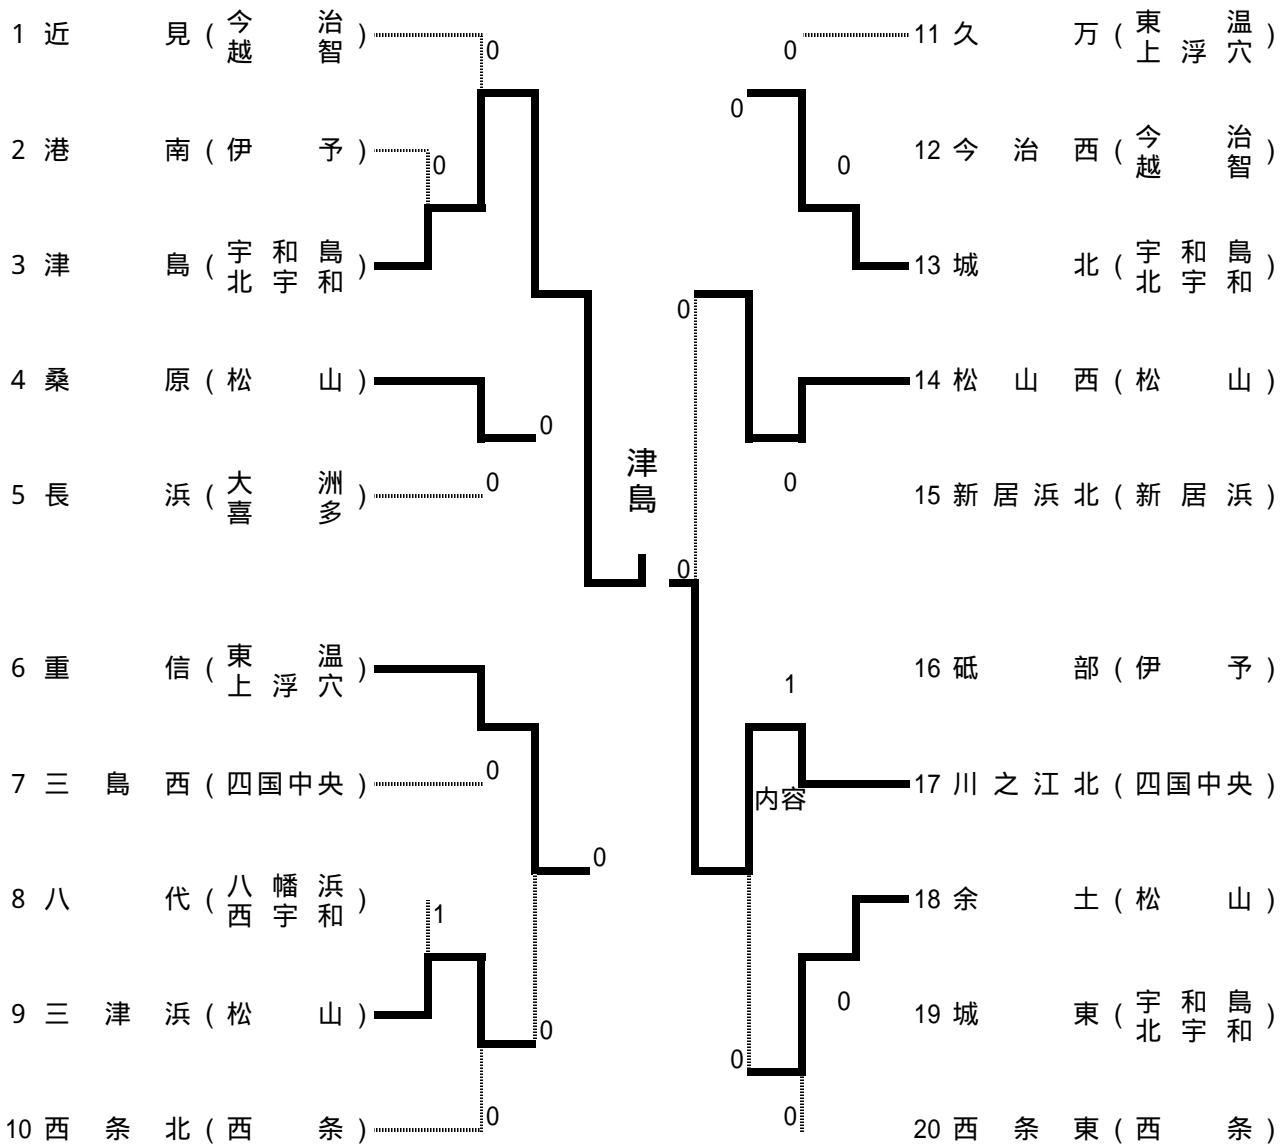 1 近見 (今治越智)
0
2 港南 (伊予)
0
3 津島 (宇和島北宇和)
4 桑原 (松山)
0
5 長浜 (大洲喜多)
0
6 重信 (東温上浮穴)
7 三島西 (四国中央)
0
0
8 八代 (八幡浜西宇和)
1
9 三津浜 (松山)
0
10 西条北 (西条)
0
津島
11 久万 (東温上浮穴)
0
0
12 今治西 (今治越智)
0
13 城北 (宇和島北宇和)
0
14 松山西 (松山)
15 新居浜北 (新居浜)
0
0
16 砥部 (伊予)
1
17 川之江北 (四国中央)
内容
18 余土 (松山)
19 城東 (宇和島北宇和)
0
0
20 西条東 (西条)
0